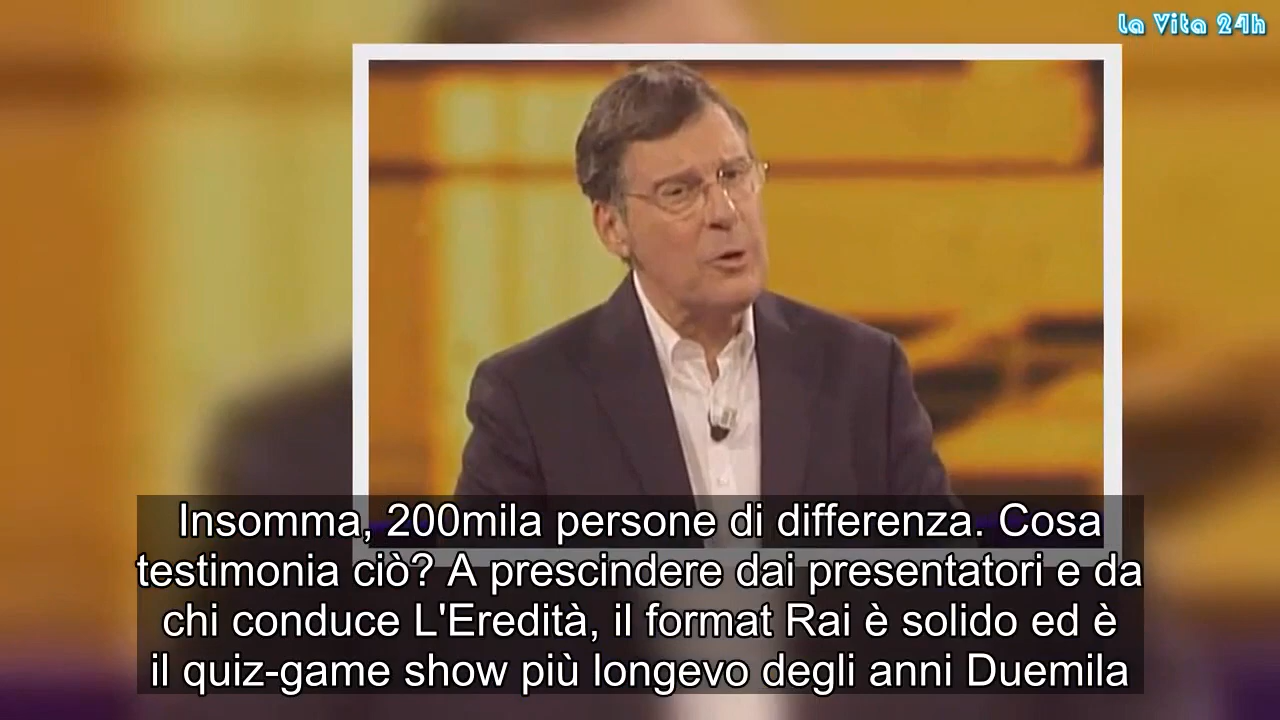 La Vita 24h
Insomma, 200mila persone di differenza. Cosa
testimonia ciò? A prescindere dai presentatori e da
chi conduce L'Eredità, il format Rai è solido ed è
il quiz-game show più longevo degli anni Duemila